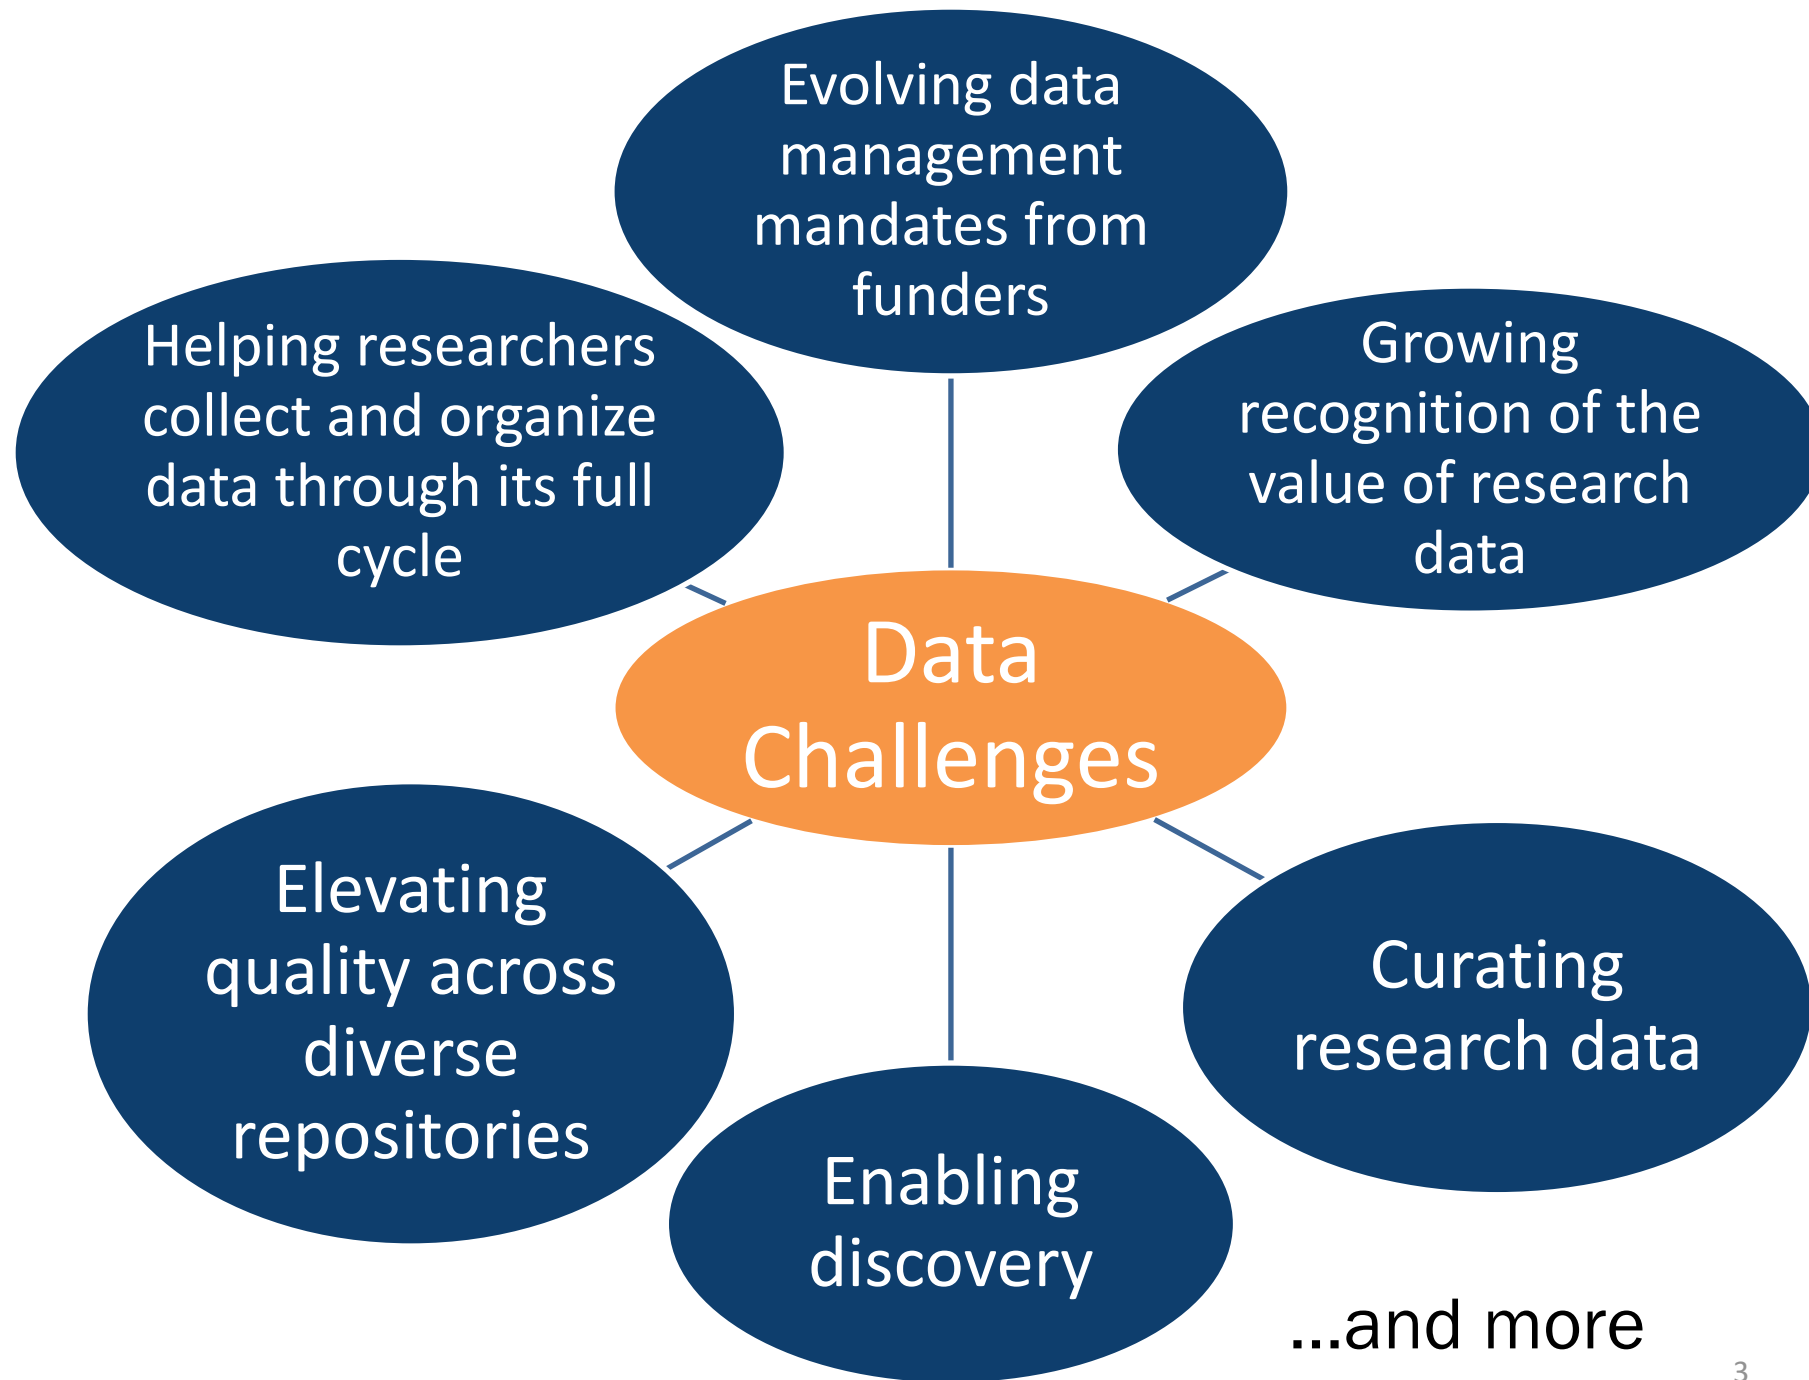 Evolving data
management
mandates from
funders
Helping researchers
collect and organize
data through its full
cycle
Growing
recognition of the
value of research
data
Data
Challenges
Elevating
quality across
diverse
repositories
Curating
research data
Enabling
discovery
...and more
3